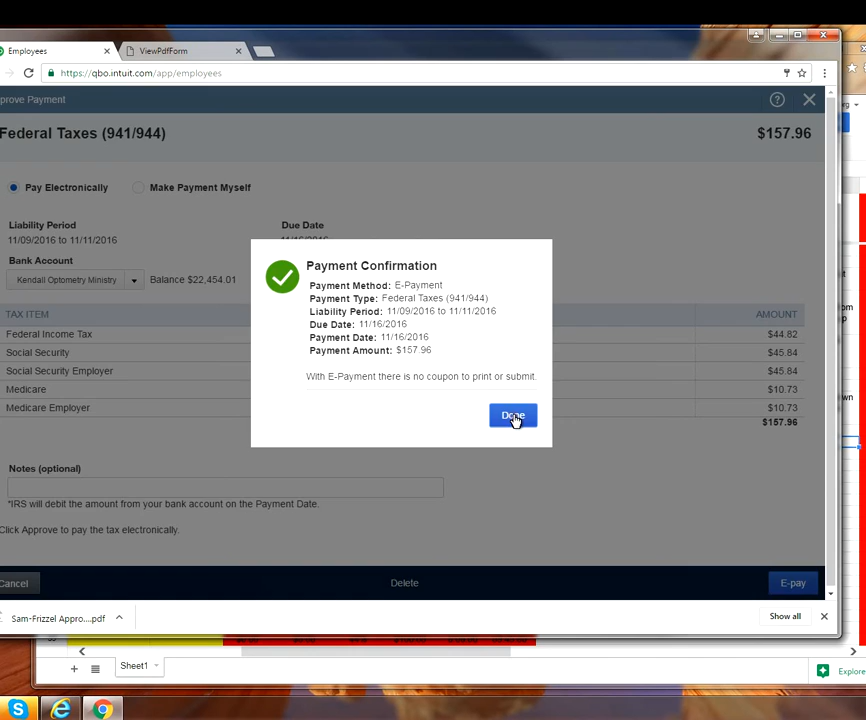 Employees
ViewPdfForm
https://qbo.intuit.com/app/employees
prove Payment
Federal Taxes (941/944)
$157.96
Pay Electronically
Make Payment Myself
Liability Period
Due Date
11/09/2016 to 11/11/2016
11/16/2016
Bank Account
Kendall Optometry Ministry
Balance $22,454.01
TAX ITEM
AMOUNT
Federal Income Tax
$44.82
Social Security
$45.84
Social Security Employer
$45.84
Medicare
$10.73
Medicare Employer
$10.73
$157.96
Payment Confirmation
Payment Method: E-Payment
Payment Type: Federal Taxes (941/944)
Liability Period: 11/09/2016 to 11/11/2016
Due Date: 11/16/2016
Payment Date: 11/16/2016
Payment Amount: $157.96
With E-Payment there is no coupon to print or submit.
Done
Notes (optional)
*IRS will debit the amount from your bank account on the Payment Date.
Click Approve to pay the tax electronically.
Cancel
Delete
E-pay
Sam-Frizzel Appro....pdf
Show all
Sheet1
Explore